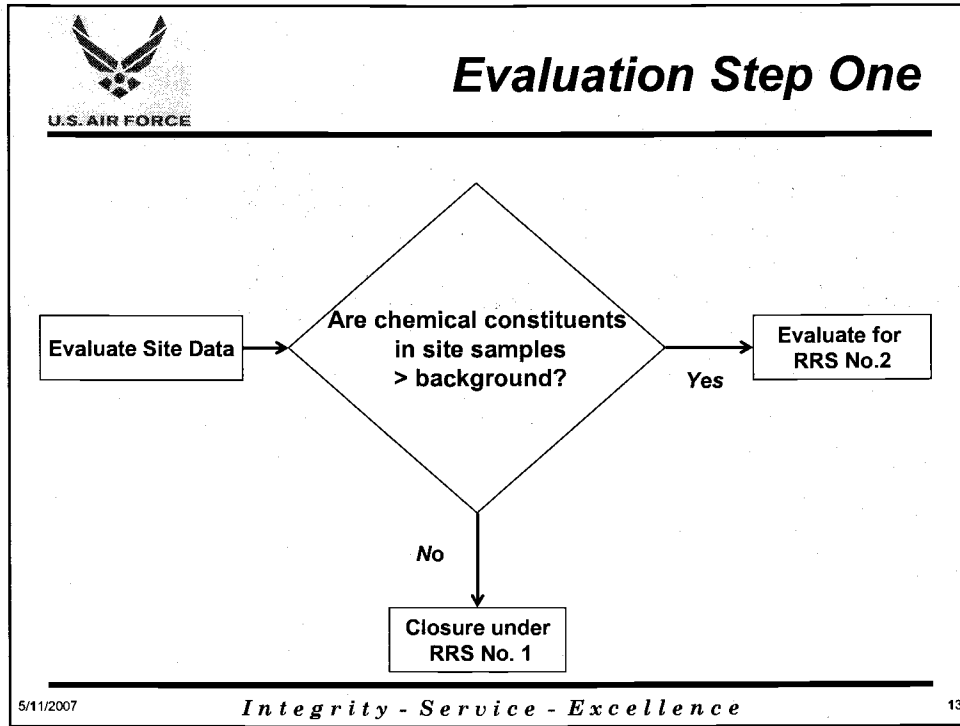 U.S. AIR FORCE
Evaluation Step One
Evaluate Site Data
Are chemical constituents
in site samples
> background?
Yes
Evaluate for
RRS No.2
No
Closure under
RRS No. 1
5/11/2007
Integrity - Service - Excellence
13